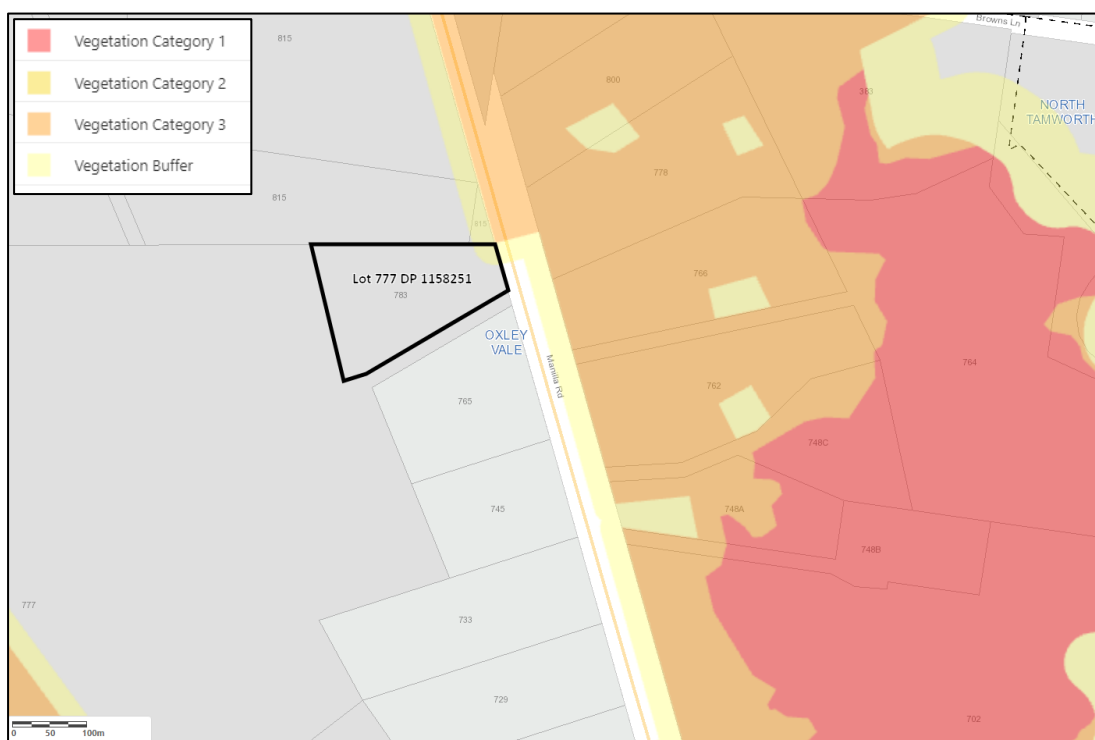 Vegetation Category 1
Vegetation Category 2
Vegetation Category 3
Vegetation Buffer
815
800
Browns Ln
383
NORTH
TAMWORTH
778
815
815
766
Lot 777 DP 1158251
783
OXLEY
VALE
Manilla Rd
764
762
765
748C
745
748A
748B
777
733
729
702
0 50 100m